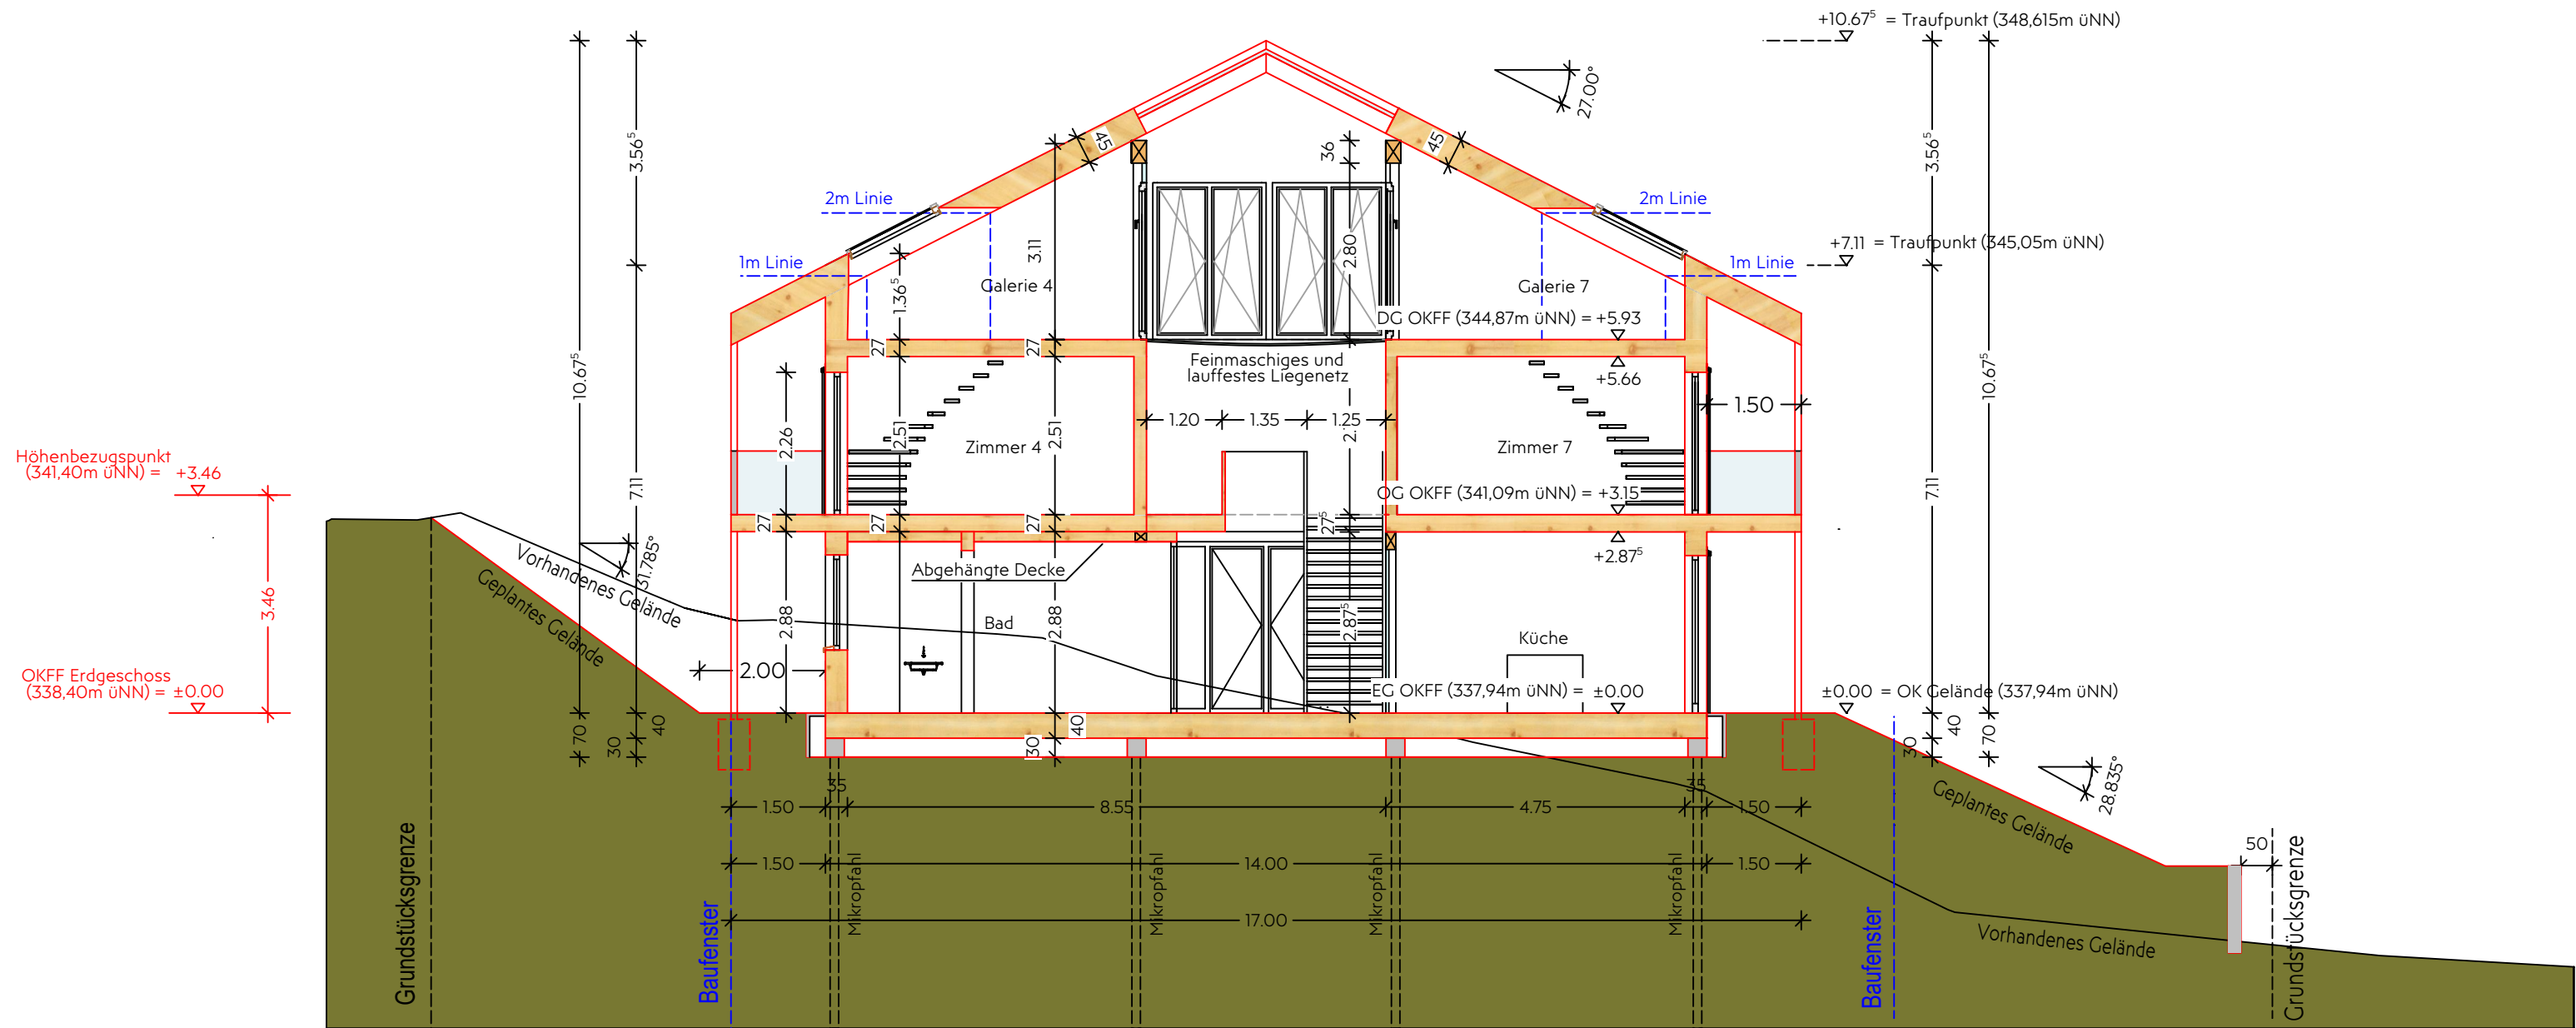 +10.67⁵ = Traufpunkt (348,615m üNN)
27.00°
3.56⁵
3.56⁵
45
45
36
2m Linie
2m Linie
3.11
2.80
+7.11 = Traufpunkt (345,05m üNN)
1m Linie
1m Linie
1.36⁵
Galerie 4
Galerie 7
DG OKFF (344,87m üNN) = +5.93
27
27
Feinmaschiges und
lauffestes Liegenetz
+5.66
10.67⁵
10.67⁵
1.50
1.20
1.35
1.25
2.26
2.51
2.51
Zimmer 4
Zimmer 7
Höhenbezugspunkt
(341,40m üNN) = +3.46
7.11
7.11
OG OKFF (341,09m üNN) = +3.15
27
27
27
27⁵
+2.87⁵
Vorhandenes Gelände
31.785°
Geplantes Gelände
Abgehängte Decke
3.46
2.88
2.88
2.87⁵
Bad
Küche
2.00
OKFF Erdgeschoss
(338,40m üNN) = ±0.00
EG OKFF (337,94m üNN) = ±0.00
±0.00 = OK Gelände (337,94m üNN)
70
30
40
30
40
30
40
70
28.835°
35
35
1.50
8.55
4.75
1.50
Geplantes Gelände
50
1.50
14.00
1.50
Mikropfahl
Mikropfahl
Mikropfahl
Mikropfahl
17.00
Grundstücksgrenze
Baufenster
Baufenster
Vorhandenes Gelände
Grundstücksgrenze